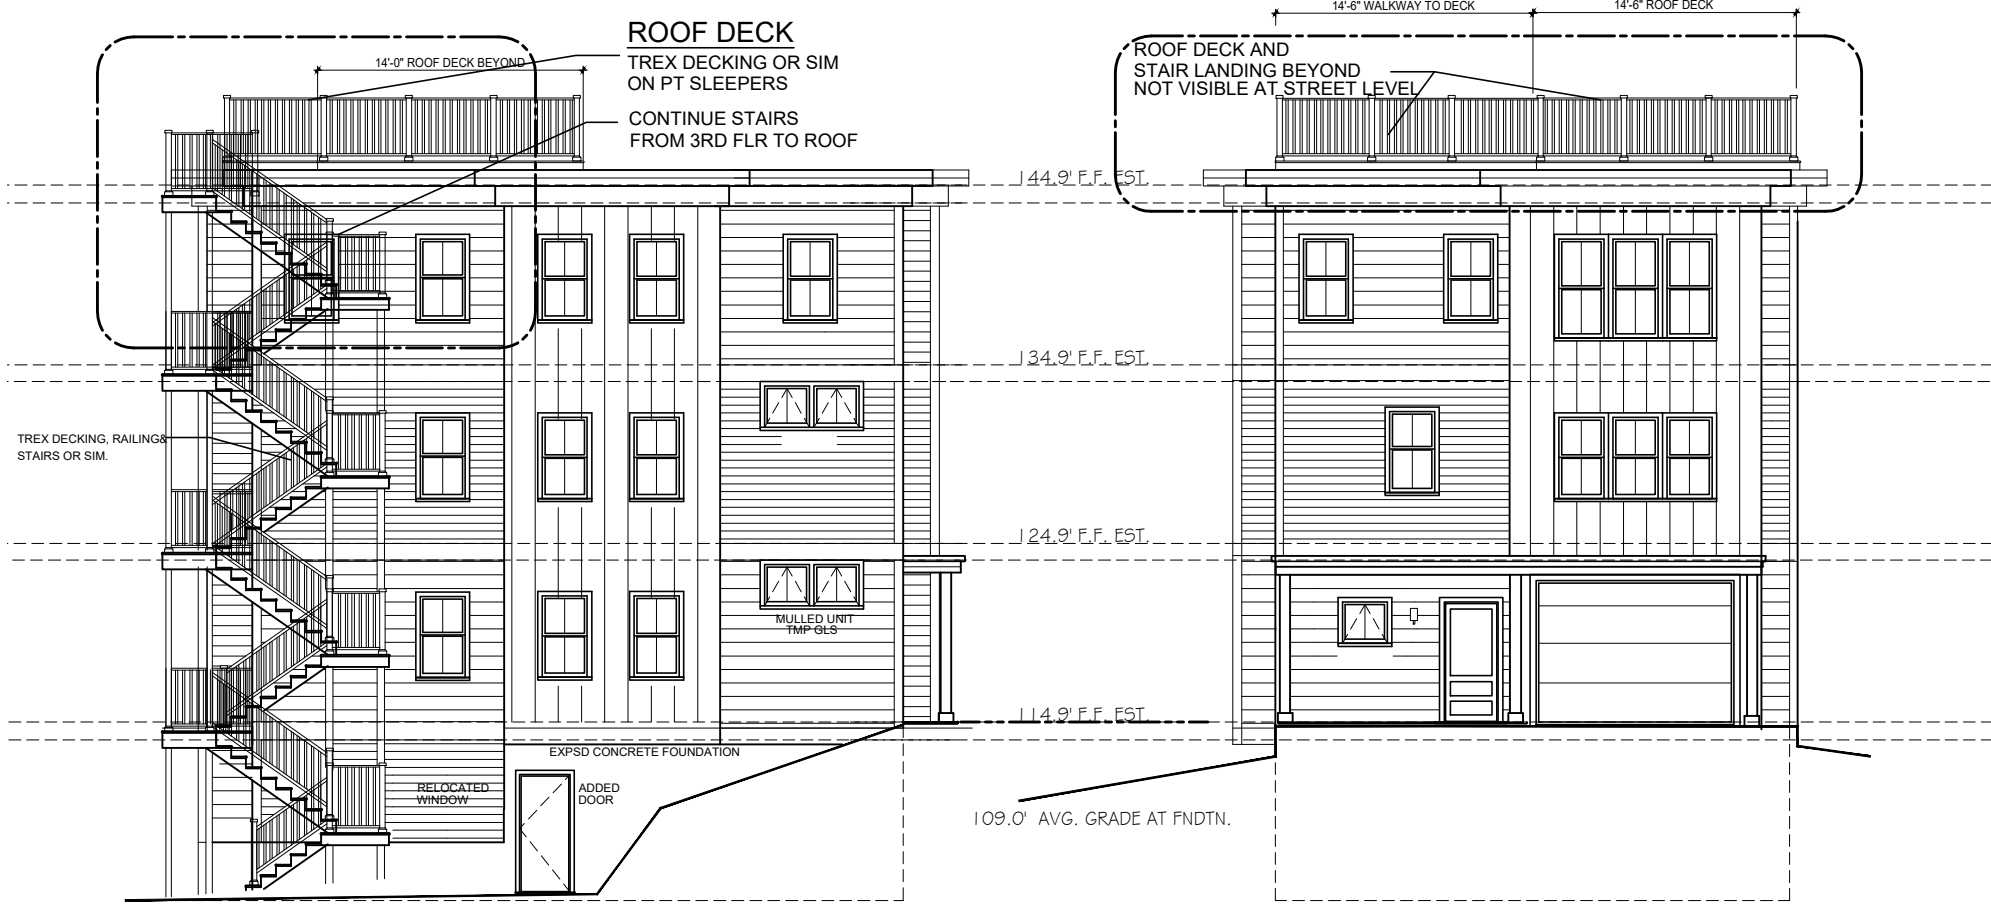 14'-6" WALKWAY TO DECK
14'-6" ROOF DECK
ROOF DECK
TREX DECKING OR SIM
ON PT SLEEPERS
14'-0" ROOF DECK BEYOND
CONTINUE STAIRS
FROM 3RD FLR TO ROOF
ROOF DECK AND
STAIR LANDING BEYOND
NOT VISIBLE AT STREET LEVEL
144.9' F.F. EST.
134.9' F.F. EST.
TREX DECKING, RAILING&
STAIRS OR SIM.
124.9' F.F. EST.
MULLED UNIT
TMP GLS
114.9' F.F. EST.
EXPSD CONCRETE FOUNDATION
RELOCATED
WINDOW
ADDED
DOOR
109.0' AVG. GRADE AT FNDTN.